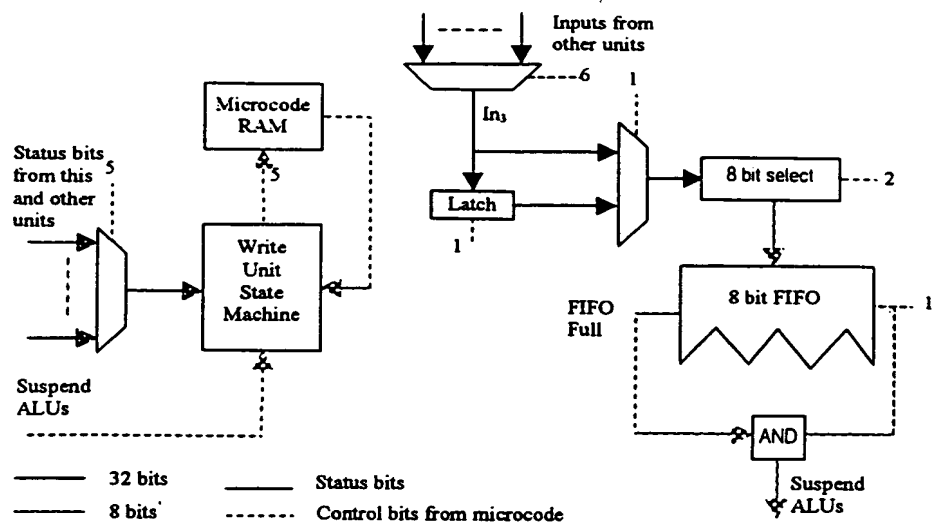 Inputs from
other units
6
1
In₃
Microcode
RAM
5
Status bits
from this
and other
units
5
8 bit select
2
Latch
1
Write
Unit
State
Machine
FIFO
Full
8 bit FIFO
1
Suspend
ALUs
AND
Suspend
ALUs
32 bits
8 bits
Status bits
Control bits from microcode